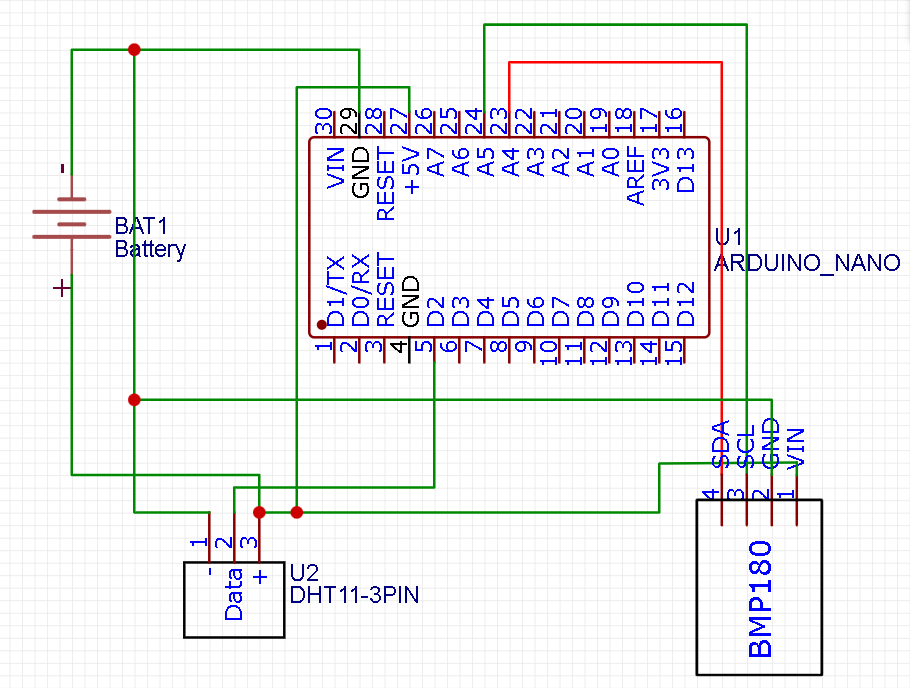 30 29 28 27 26 25 24 23 22 21 20 19 18 17 16
VIN GND RESET +5V A7 A6 A5 A4 A3 A2 A1 A0 AREF 3V3 D13
-
BAT1
Battery
+
U1
ARDUINO_NANO
D1/TX D0/RX RESET GND D2 D3 D4 D5 D6 D7 D8 D9 D10 D11 D12
1 2 3 4 5 6 7 8 9 10 11 12 13 14 15
SDA SCL GND VIN
4 3 2 1
BMP180
1 2 3
- Data +
U2
DHT11-3PIN